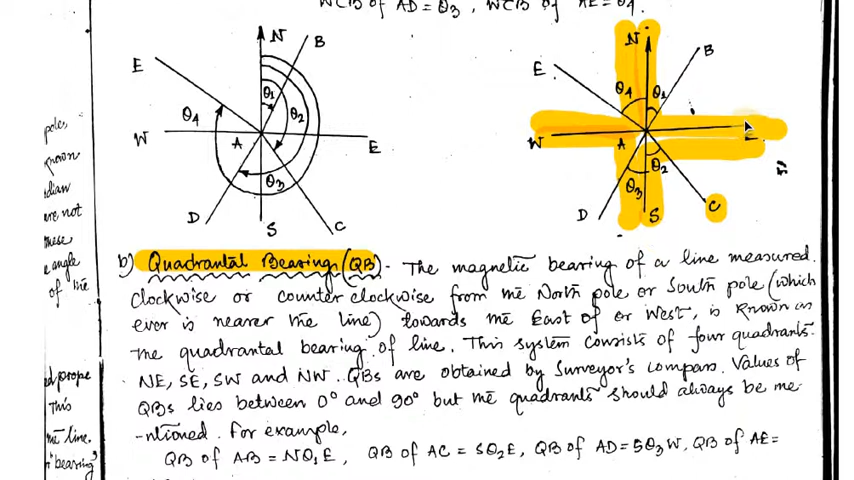 WCB of AD = θ3, WCB of AE = θ4.
N
B
E
θ1
θ4
θ2
W
A
E
θ3
D
S
C
N
B
E
θ4
θ1
W
A
θ2
θ3
D
S
C
poles,
known
dian
are not
these
e angle
of line
b) Quadrantal Bearing (QB) - The magnetic bearing of a line measured
clockwise or counter clockwise from the North pole or South pole (which
ever is nearer the line) towards the East of or West, is known as
the quadrantal bearing of line. This system consists of four quadrants.
NE, SE, SW and NW. QBs are obtained by Surveyor's compass. Values of
QBs lies between 0° and 90° but the quadrants should always be me
-ntioned. For example,
QB of AB = Nθ1E, QB of AC = Sθ2E, QB of AD = Sθ3W, QB of AE =
ed prope
This
the line.
"bearing"